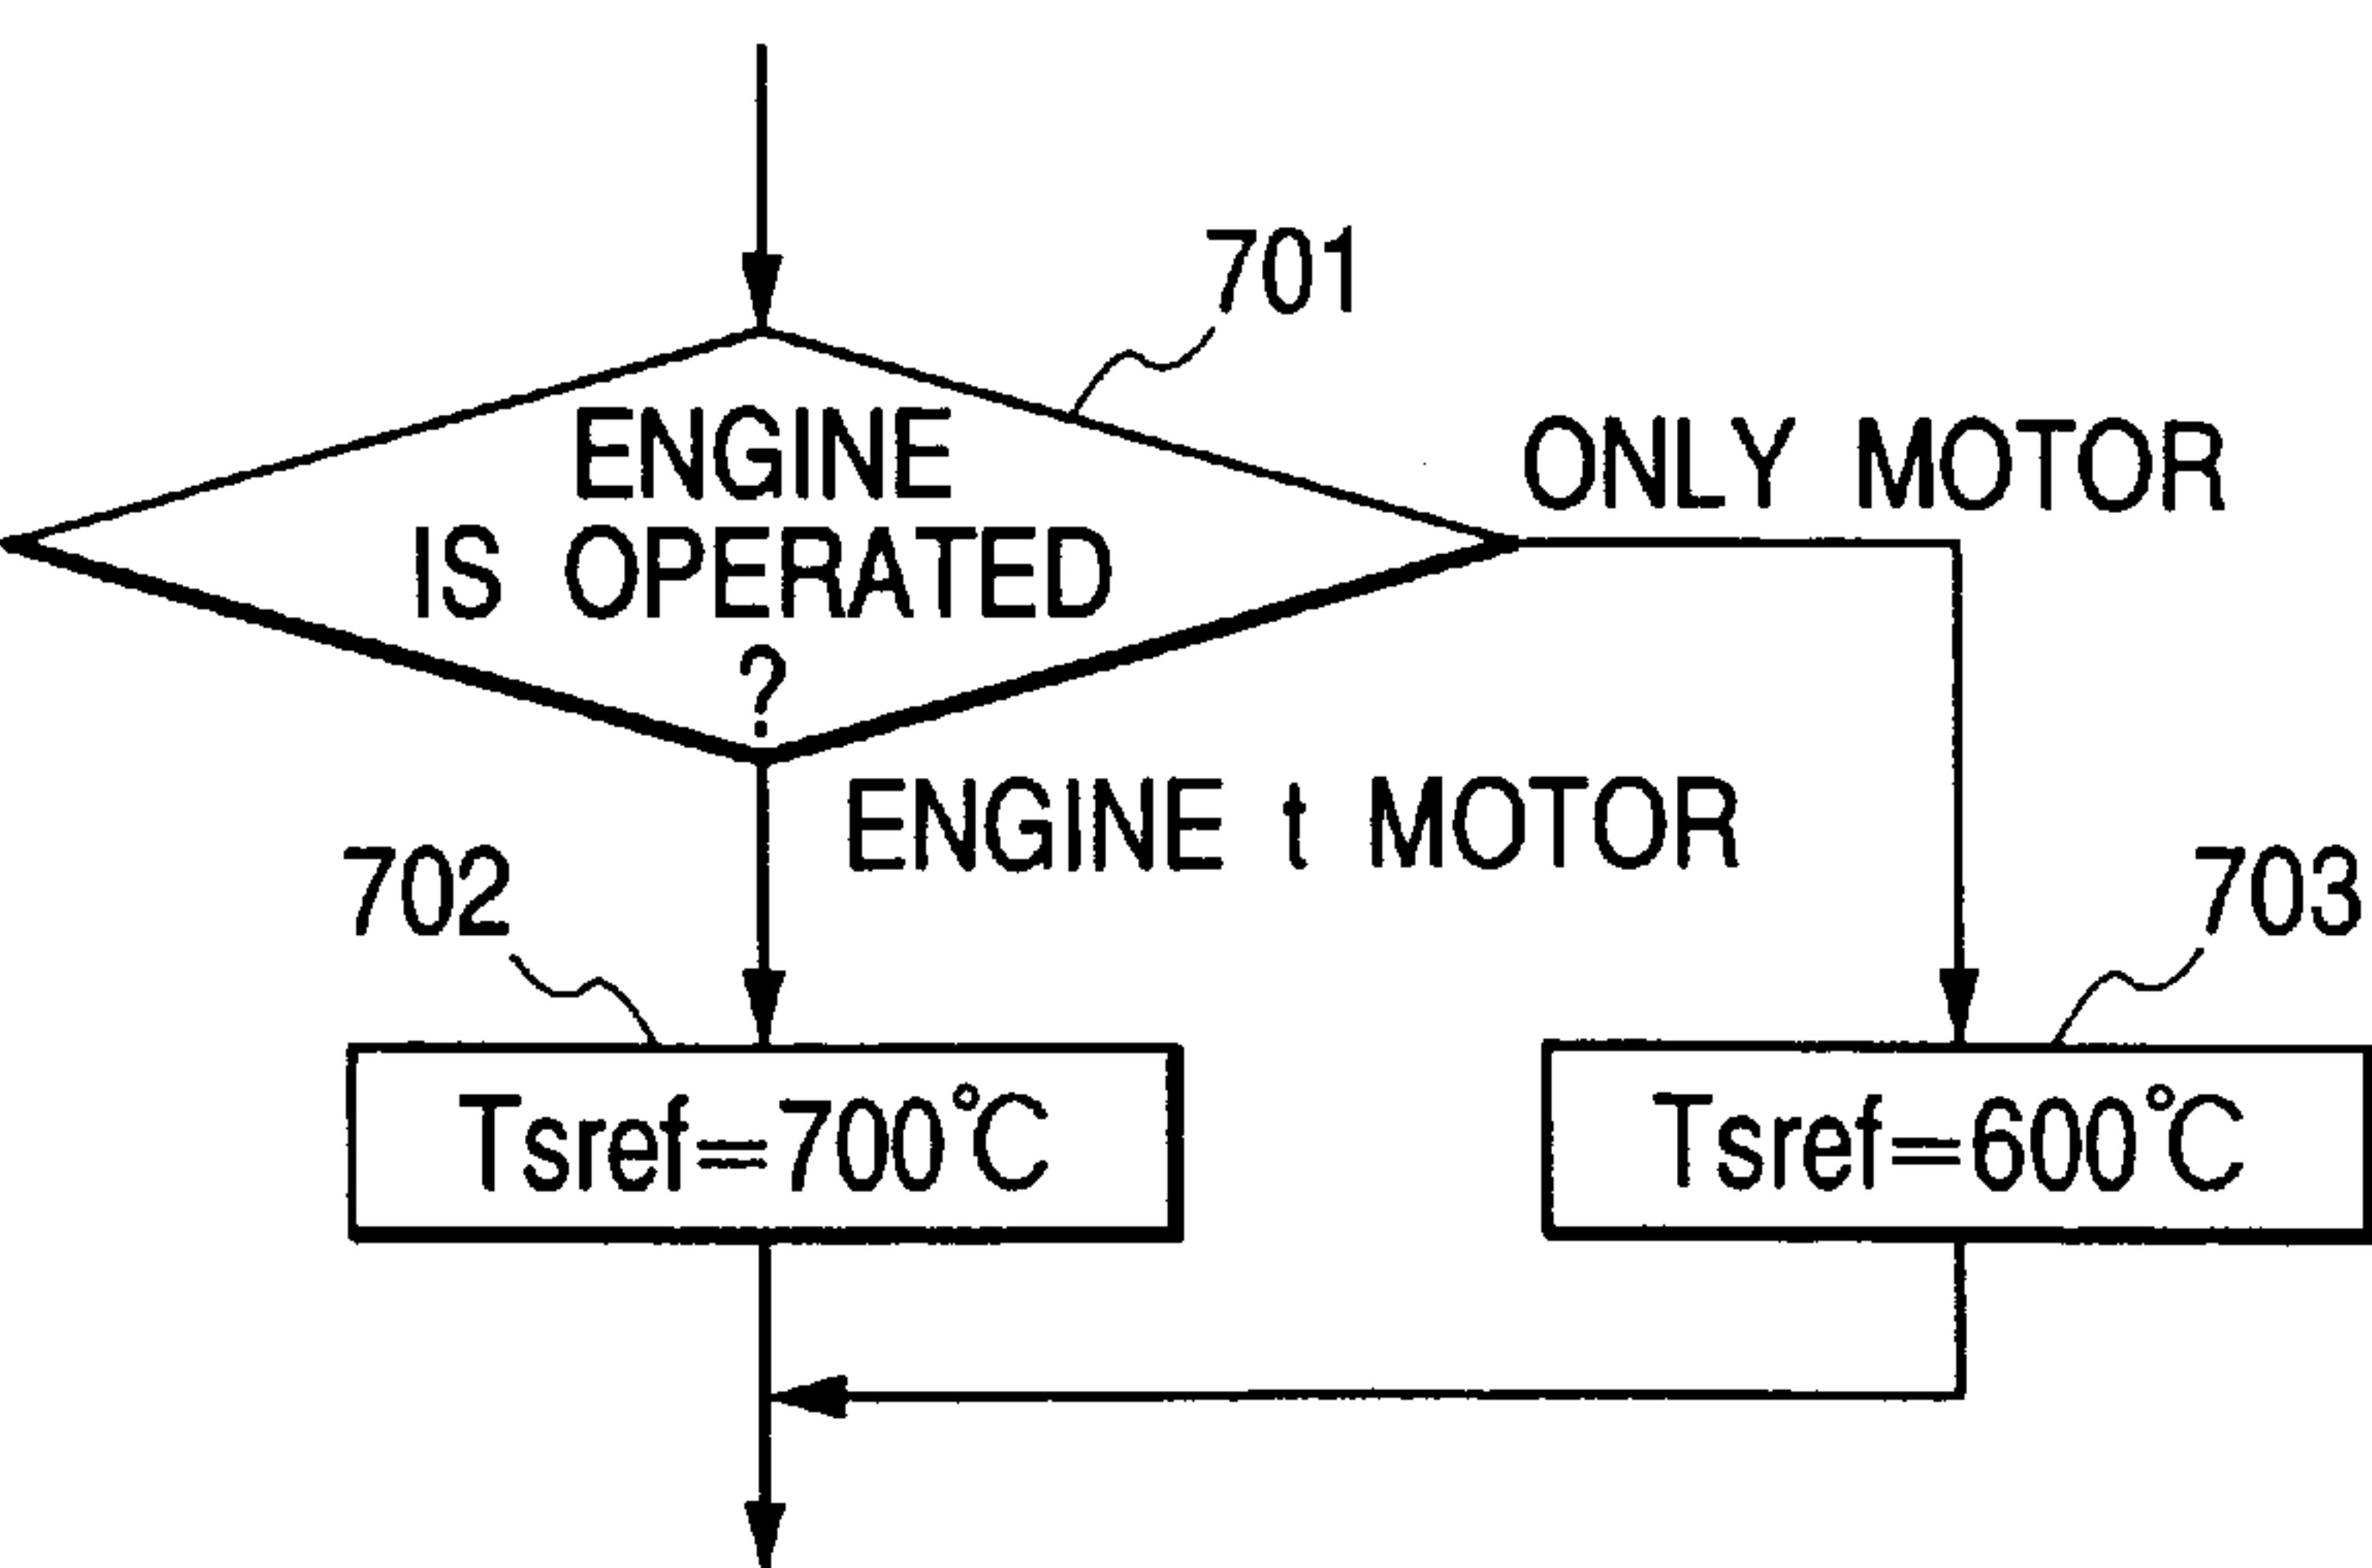 701
ENGINE
IS OPERATED
?
ONLY MOTOR
ENGINE t MOTOR
702
703
Tsref=700°C
Tsref=600°C